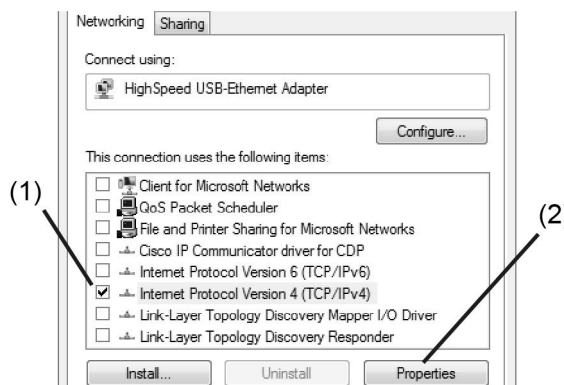 Networking Sharing
Connect using:
HighSpeed USB-Ethernet Adapter
Configure...
This connection uses the following items:
(1)
Client for Microsoft Networks
QoS Packet Scheduler
File and Printer Sharing for Microsoft Networks
(2
Cisco IP Communicator driver for CDP
Internet Protocol Version 6 (TCP/IPv6)
Internet Protocol Version 4 (TCP/IPv4)
Link-Layer Topology Discovery Mapper I/O Driver
Link-Layer Topology Discovery Responder
Install... Uninstall Properties